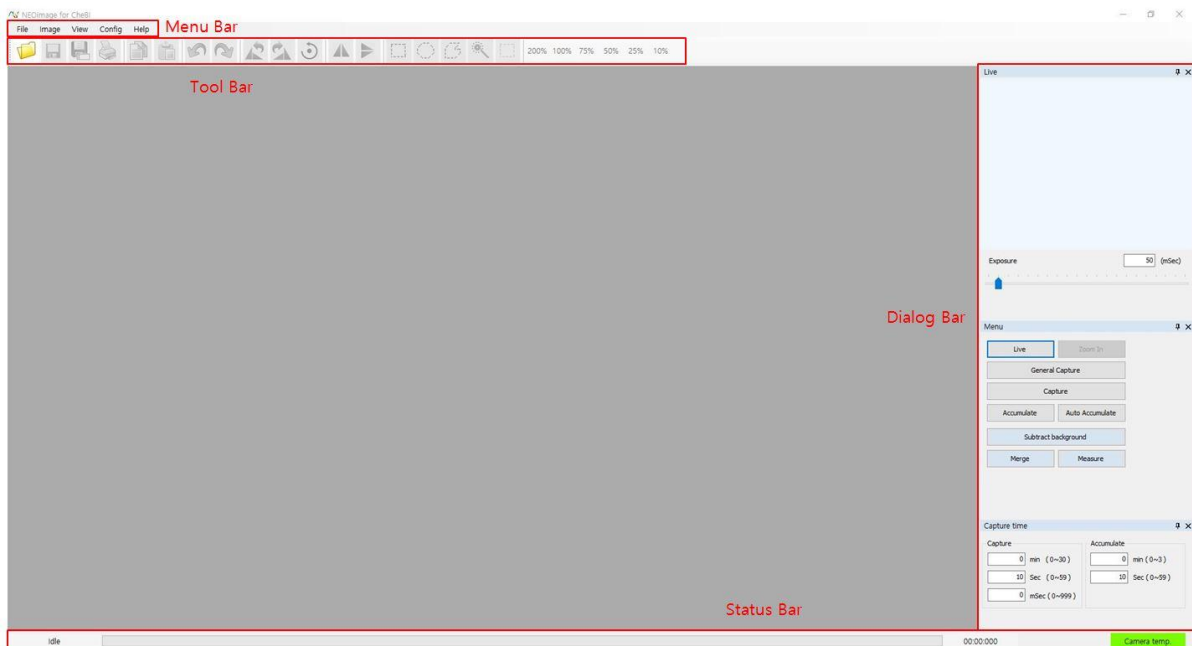 NEOimage for CheBI
File Image View Config Help
Menu Bar
200% 100% 75% 50% 25% 10%
Tool Bar
Live
Exposure 50 (mSec)
Dialog Bar
Menu
Live Zoom In
General Capture
Capture
Accumulate Auto Accumulate
Subtract background
Merge Measure
Capture time
Capture Accumulate
0 min (0~30) 0 min (0~3)
10 Sec (0~59) 10 Sec (0~59)
0 mSec (0~999)
Status Bar
Idle 00:00:000 Camera temp.